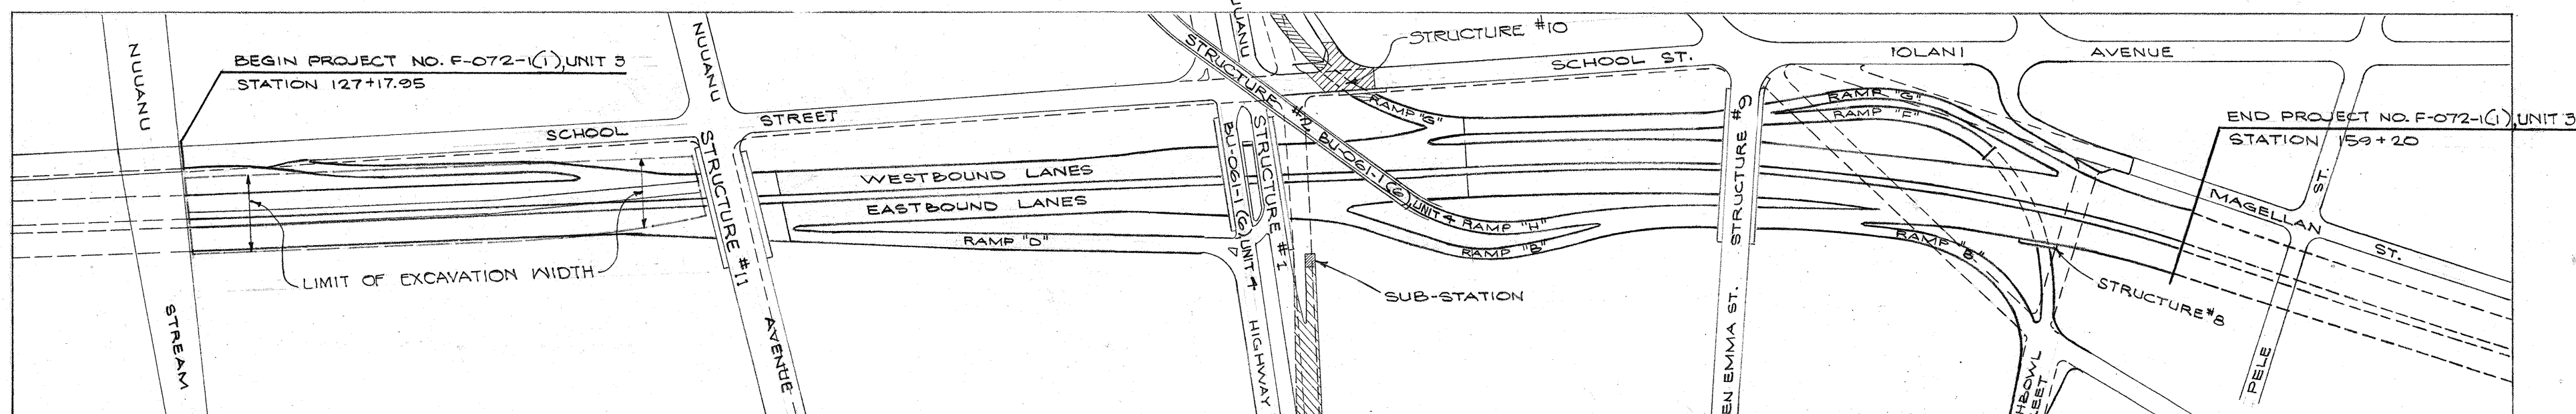 BEGIN PROJECT NO. F-072-1(1), UNIT 3
STATION 127+17.95
NUUANU
STREAM
SCHOOL
STREET
NUUANU
AVENUE
STRUCTURE #11
LIMIT OF EXCAVATION WIDTH
WESTBOUND LANES
EASTBOUND LANES
RAMP "D"
BU-061-1(6), UNIT 4
STRUCTURE #1
HIGHWAY
STRUCTURE
BU-061-1(6), UNIT 4 RAMP "H"
RAMP "B"
SUB-STATION
STRUCTURE #10
SCHOOL ST.
RAMP "G"
STRUCTURE #9
EN EMMA ST.
IOLANI AVENUE
RAMP "G"
RAMP "F"
RAMP "B"
STRUCTURE #8
MAGELLAN ST.
PELE ST.
END PROJECT NO. F-072-1(1), UNIT 3
STATION 159+20